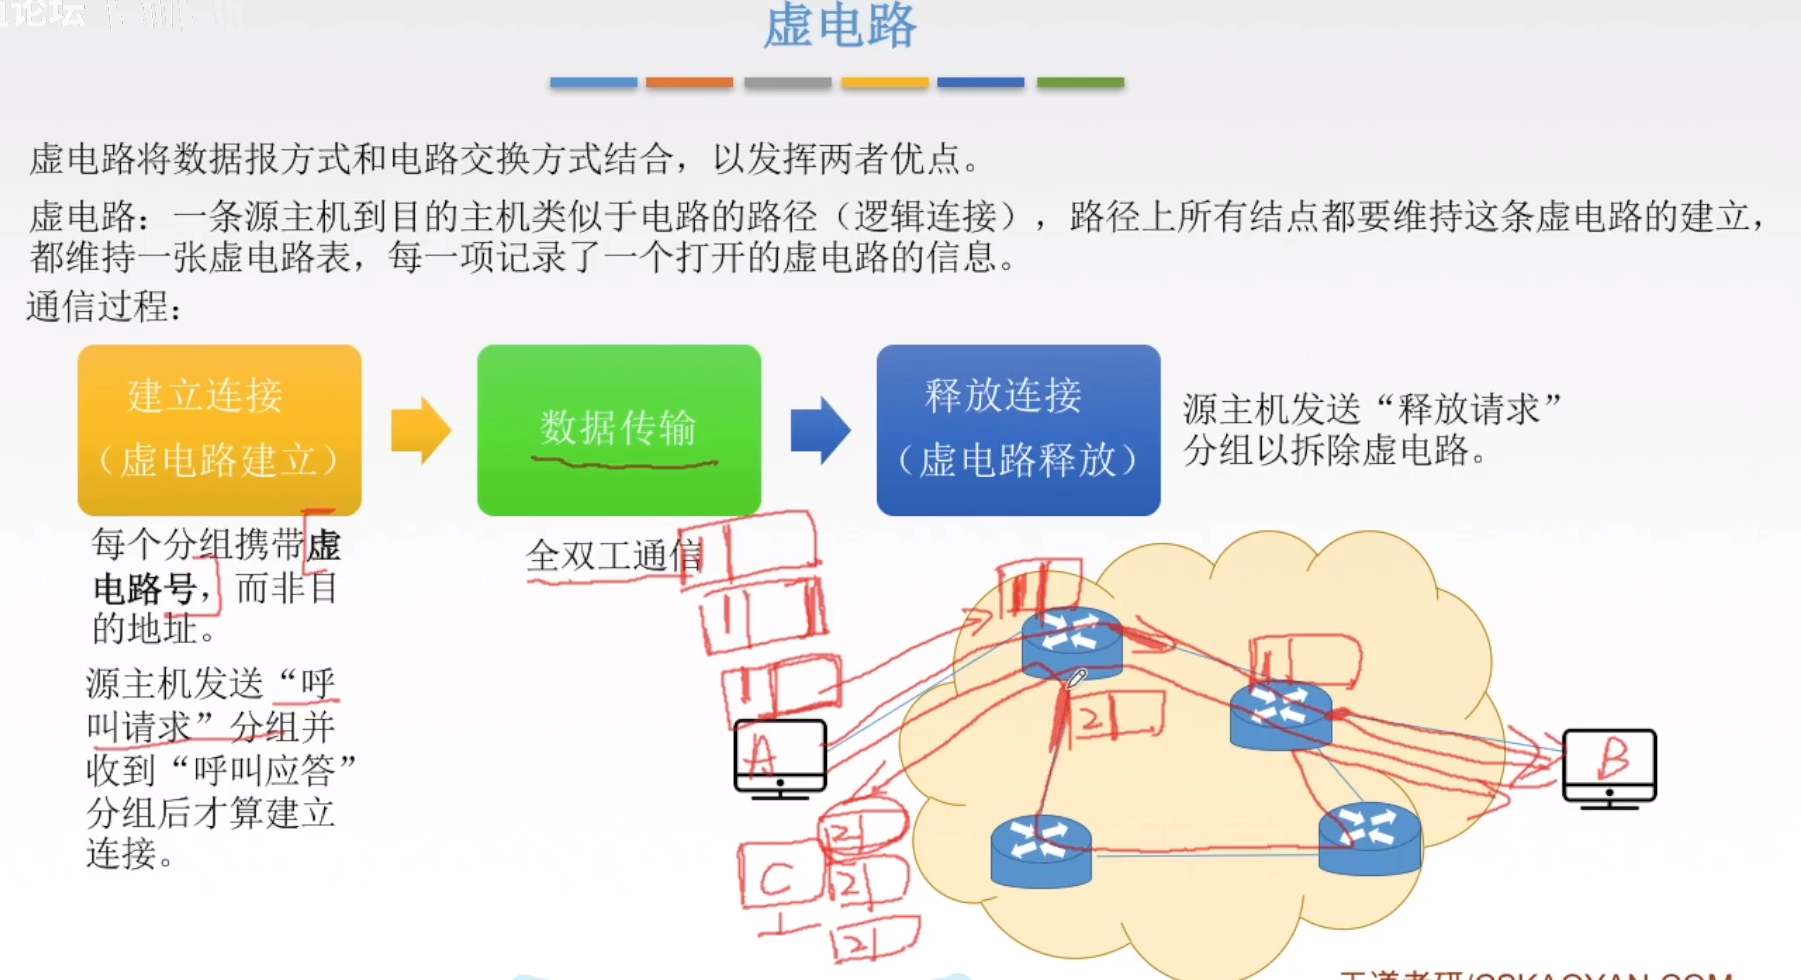 虚电路
虚电路将数据报方式和电路交换方式结合，以发挥两者优点。
虚电路：一条源主机到目的主机类似于电路的路径（逻辑连接），路径上所有结点都要维持这条虚电路的建立，
都维持一张虚电路表，每一项记录了一个打开的虚电路的信息。
通信过程：
建立连接
（虚电路建立）
数据传输
释放连接
（虚电路释放）
源主机发送“释放请求”
分组以拆除虚电路。
每个分组携带虚
电路号，而非目
的地址。
源主机发送“呼
叫请求”分组并
收到“呼叫应答”
分组后才算建立
连接。
全双工通信
2
A
B
2
C
2
2